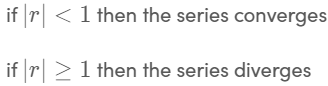 if |r| < 1 then the series converges
if |r| ≥ 1 then the series diverges